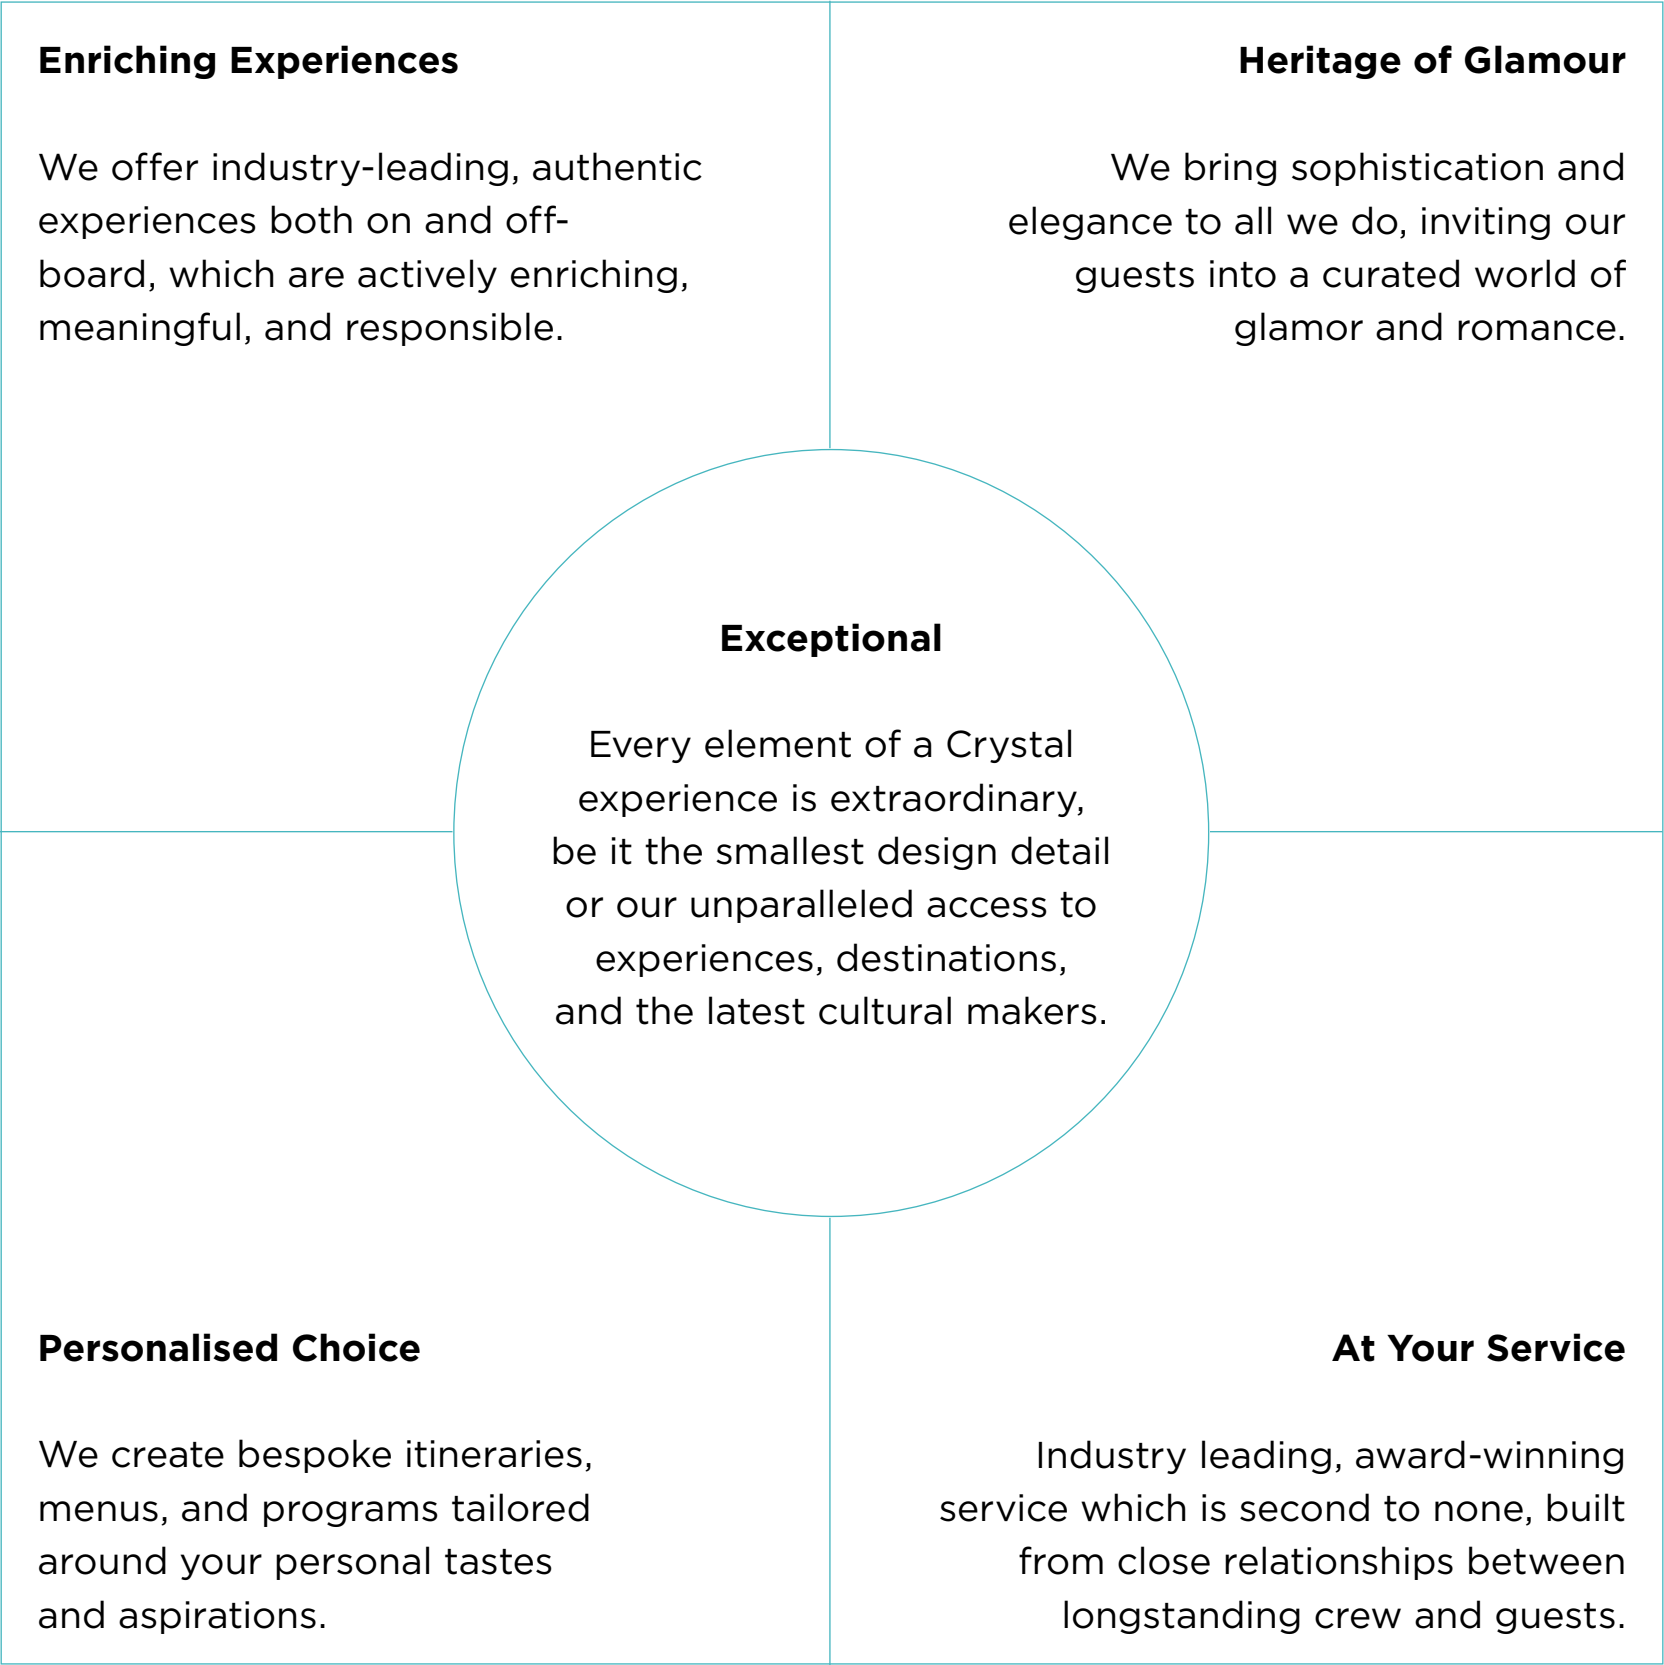 Enriching Experiences
We offer industry-leading, authentic
experiences both on and off-
board, which are actively enriching,
meaningful, and responsible.
Heritage of Glamour
We bring sophistication and
elegance to all we do, inviting our
guests into a curated world of
glamor and romance.
Exceptional
Every element of a Crystal
experience is extraordinary,
be it the smallest design detail
or our unparalleled access to
experiences, destinations,
and the latest cultural makers.
Personalised Choice
We create bespoke itineraries,
menus, and programs tailored
around your personal tastes
and aspirations.
At Your Service
Industry leading, award-winning
service which is second to none, built
from close relationships between
longstanding crew and guests.